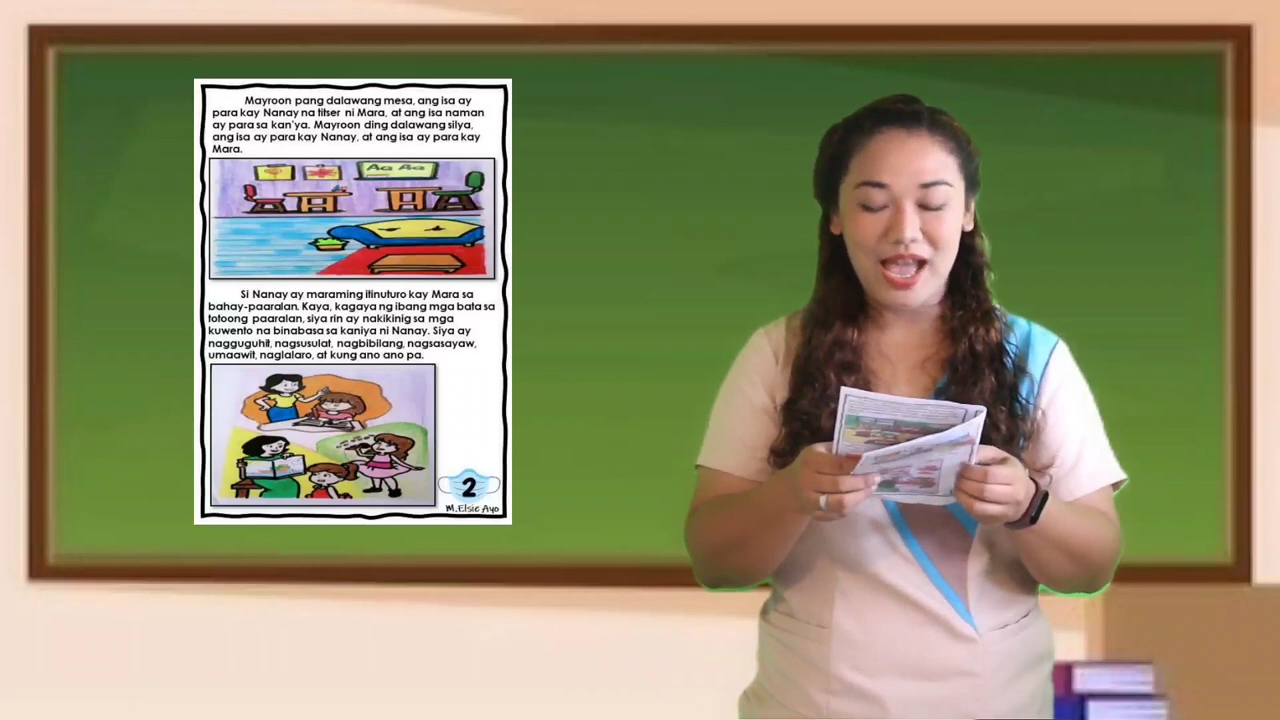 Mayroon pang dalawang mesa, ang isa ay
para kay Nanay na titser ni Mara, at ang isa naman
ay para sa kan'ya. Mayroon ding dalawang silya,
ang isa ay para kay Nanay, at ang isa ay para kay
Mara.
Aa Aa
Si Nanay ay maraming itinuturo kay Mara sa
bahay-paaralan. Kaya, kagaya ng ibang mga bata sa
totoong paaralan, siya rin ay nakikinig sa mga
kuwento na binabasa sa kaniya ni Nanay. Siya ay
nagguguhit, nagsusulat, nagbibilang, nagsasayaw,
umaawit, naglalaro, at kung ano ano pa.
2
M.Elsie Ayo